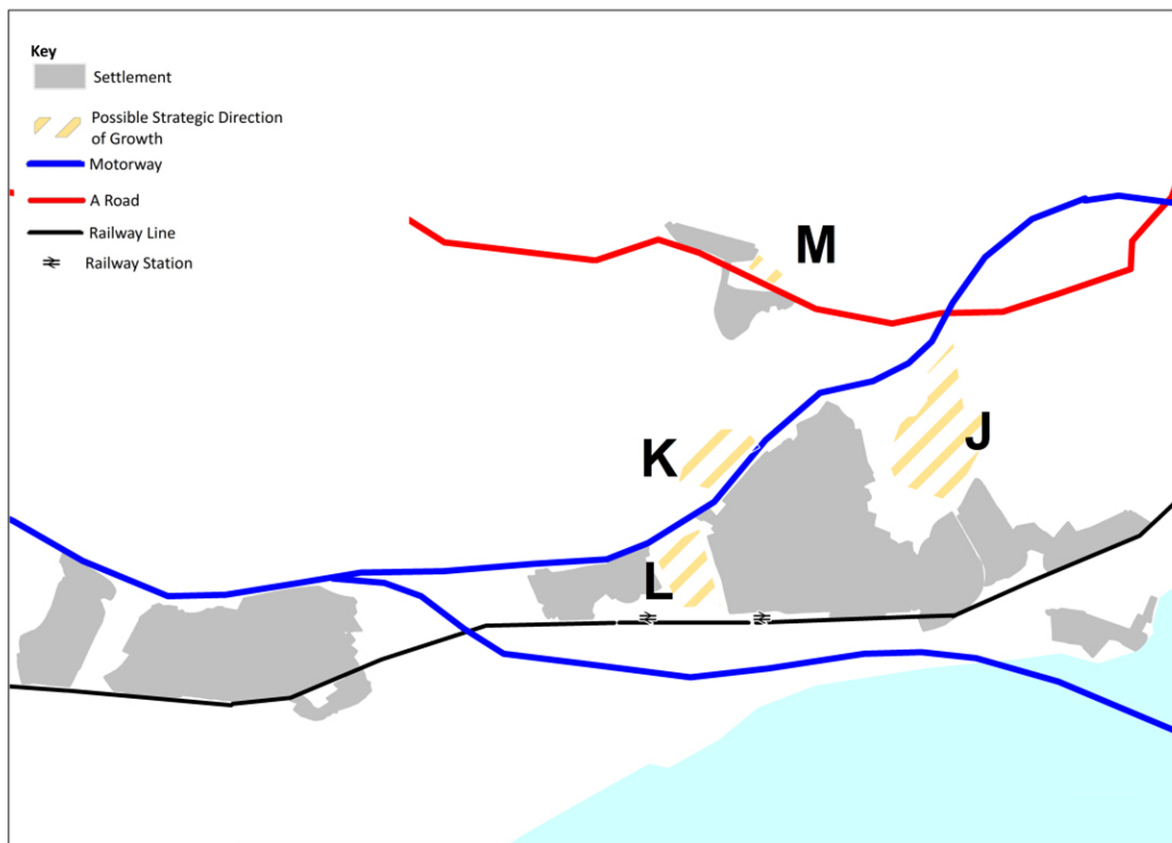 Key
Settlement
Possible Strategic Direction
of Growth
Motorway
A Road
Railway Line
Railway Station
M
K
J
L